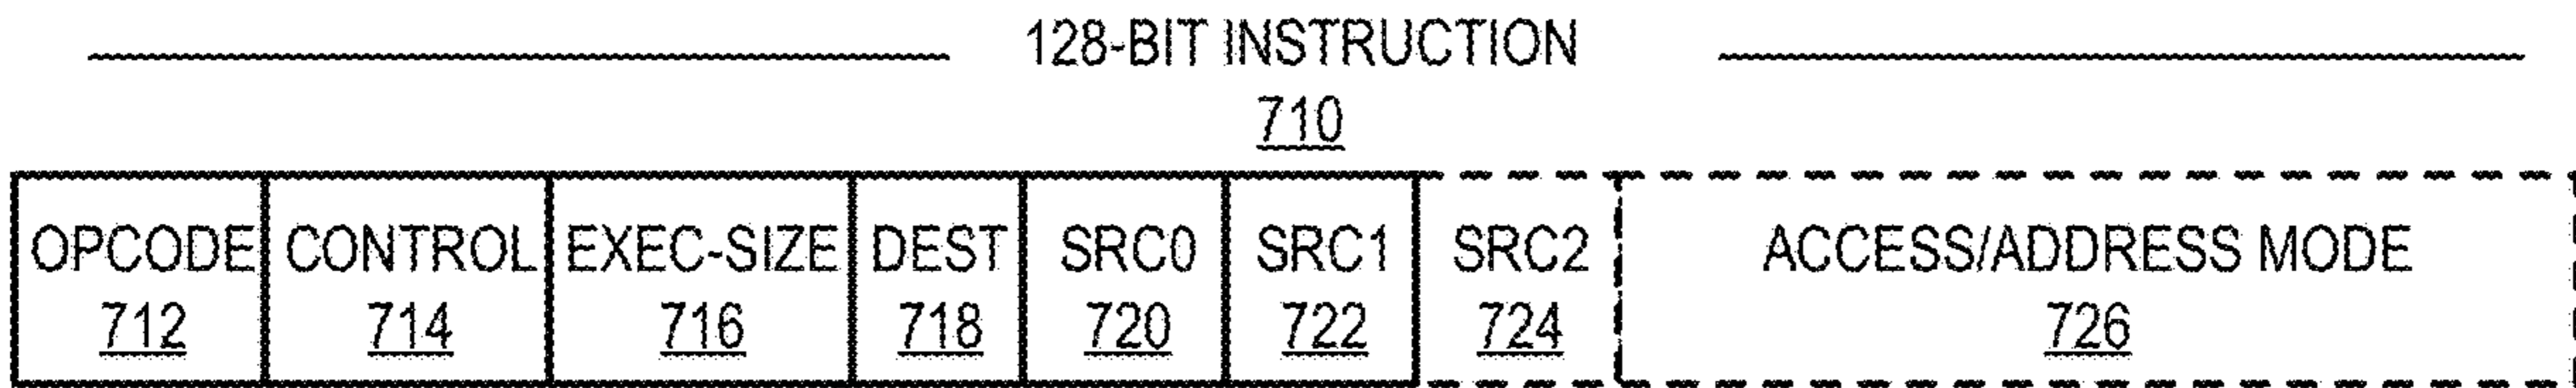 128-BIT INSTRUCTION
710
OPCODE CONTROL EXEC-SIZE DEST SRC0 SRC1 SRC2 ACCESS/ADDRESS MODE
712 714 716 718 720 722 724 726